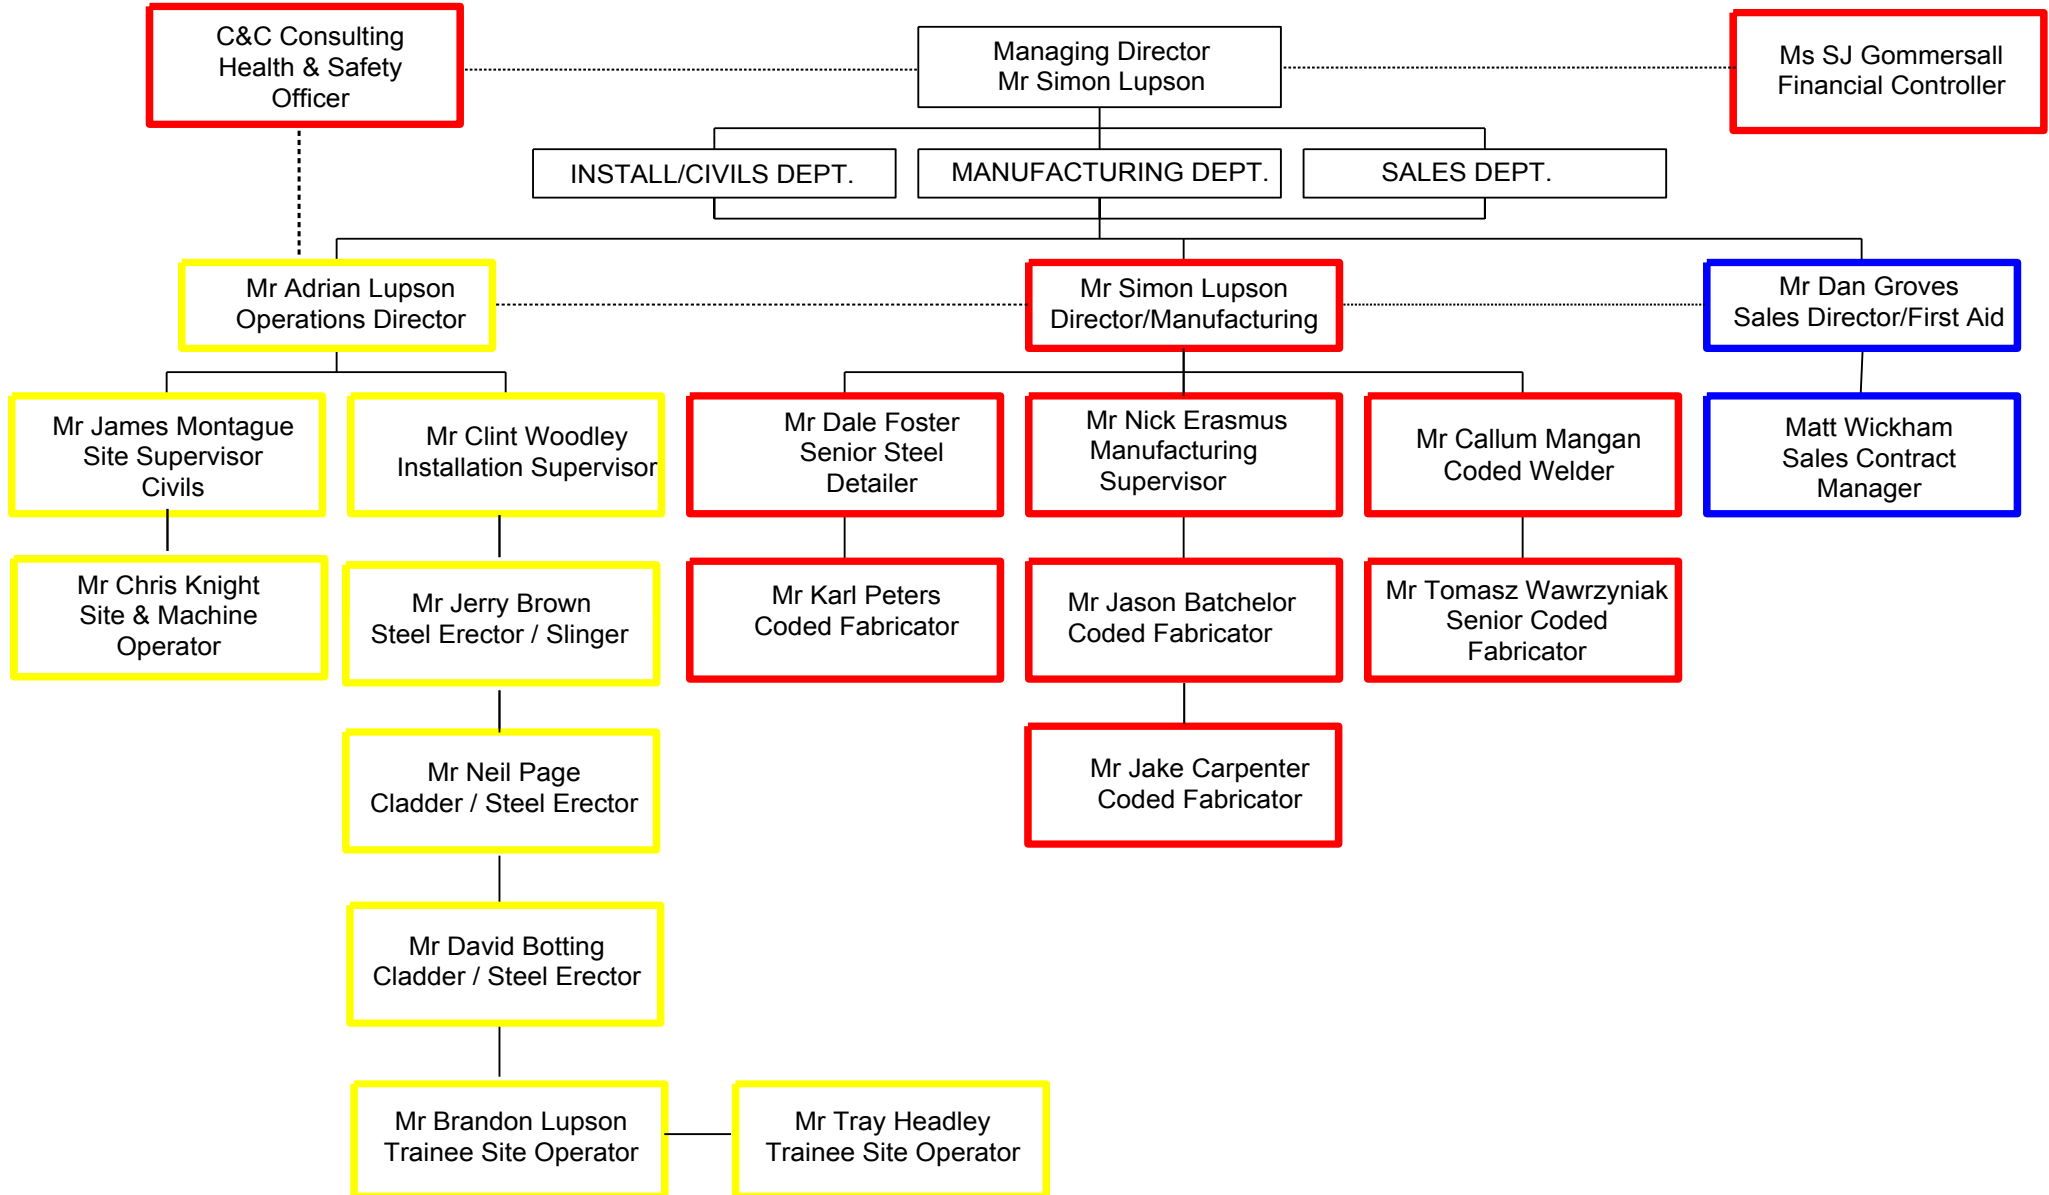 C&C Consulting
Health & Safety
Officer
Managing Director
Mr Simon Lupson
Ms SJ Gommersall
Financial Controller
INSTALL/CIVILS DEPT.
MANUFACTURING DEPT.
SALES DEPT.
Mr Adrian Lupson
Operations Director
Mr Simon Lupson
Director/Manufacturing
Mr Dan Groves
Sales Director/First Aid
Mr James Montague
Site Supervisor
Civils
Mr Clint Woodley
Installation Supervisor
Mr Dale Foster
Senior Steel
Detailer
Mr Nick Erasmus
Manufacturing
Supervisor
Mr Callum Mangan
Coded Welder
Matt Wickham
Sales Contract
Manager
Mr Chris Knight
Site & Machine
Operator
Mr Jerry Brown
Steel Erector / Slinger
Mr Karl Peters
Coded Fabricator
Mr Jason Batchelor
Coded Fabricator
Mr Tomasz Wawrzyniak
Senior Coded
Fabricator
Mr Neil Page
Cladder / Steel Erector
Mr Jake Carpenter
Coded Fabricator
Mr David Botting
Cladder / Steel Erector
Mr Brandon Lupson
Trainee Site Operator
Mr Tray Headley
Trainee Site Operator